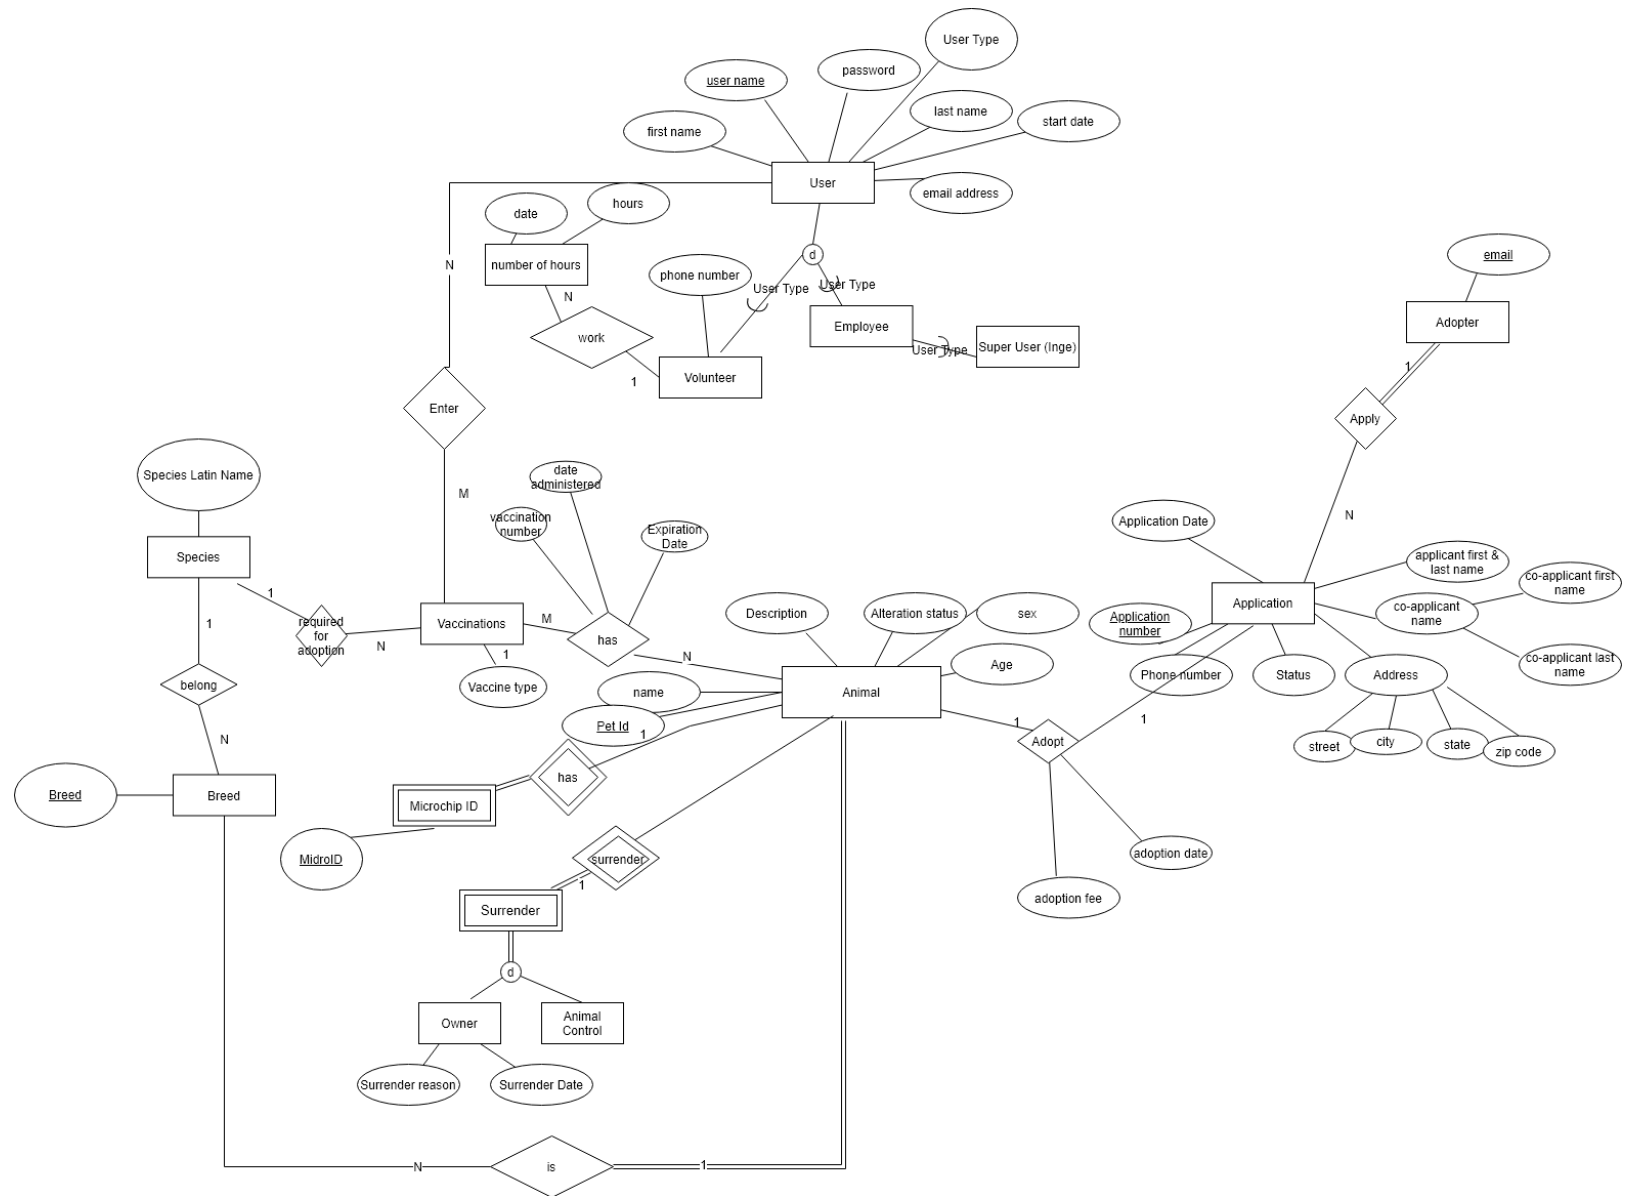 User Type
password
user name
last name
start date
first name
User
email address
hours
date
number of hours
phone number
d
User Type
User Type
Employee
Super User (Inge)
User Type
Volunteer
work
N
1
N
Enter
M
email
Adopter
1
Apply
N
Species Latin Name
Species
1
1
required
for
adoption
N
belong
N
Breed
Breed
Vaccinations
1
Vaccine type
M
vaccination
number
date
administered
Expiration
Date
has
N
Description
Alteration status
sex
Age
Animal
name
Pet Id
1
has
Microchip ID
MidroID
surrender
1
Surrender
d
Owner
Animal
Control
Surrender reason
Surrender Date
N
is
1
Application Date
applicant first &
last name
co-applicant first
name
co-applicant
name
co-applicant last
name
Application
Application
number
Phone number
Status
Address
street
city
state
zip code
1
1
Adopt
adoption date
adoption fee